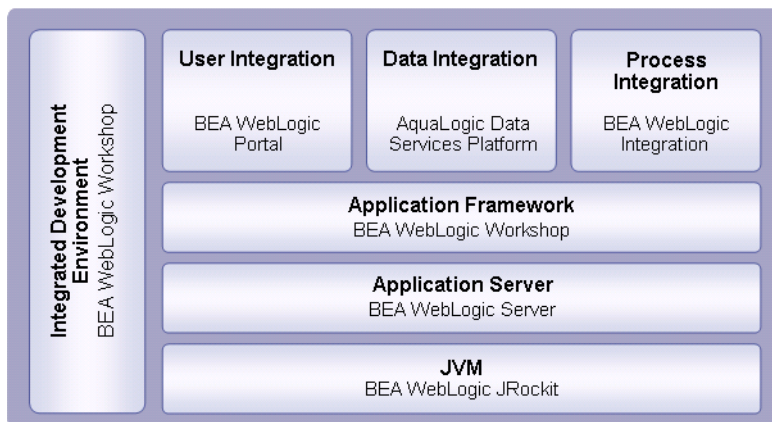 Integrated Development
Environment
BEA WebLogic Workshop
User Integration
BEA WebLogic
Portal
Data Integration
AquaLogic Data
Services Platform
Process
Integration
BEA WebLogic
Integration
Application Framework
BEA WebLogic Workshop
Application Server
BEA WebLogic Server
JVM
BEA WebLogic JRockit